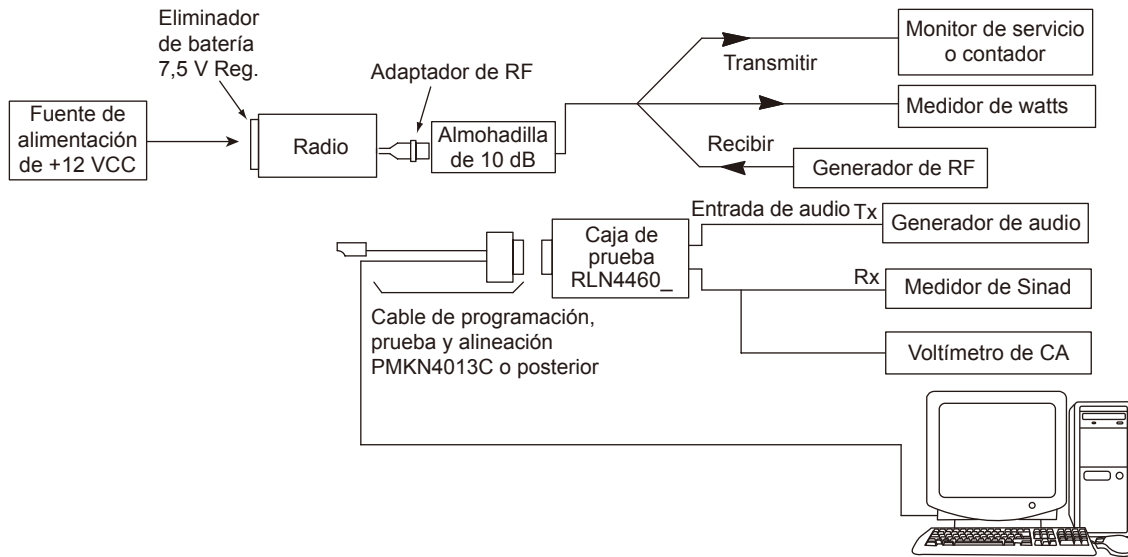 Eliminador
de batería
7,5 V Reg.
Adaptador de RF
Fuente de
alimentación
de +12 VCC
Radio
Almohadilla
de 10 dB
Transmitir
Recibir
Monitor de servicio
o contador
Medidor de watts
Generador de RF
Entrada de audio Tx
Generador de audio
Caja de
prueba
RLN4460_
Rx
Medidor de Sinad
Voltímetro de CA
Cable de programación,
prueba y alineación
PMKN4013C o posterior